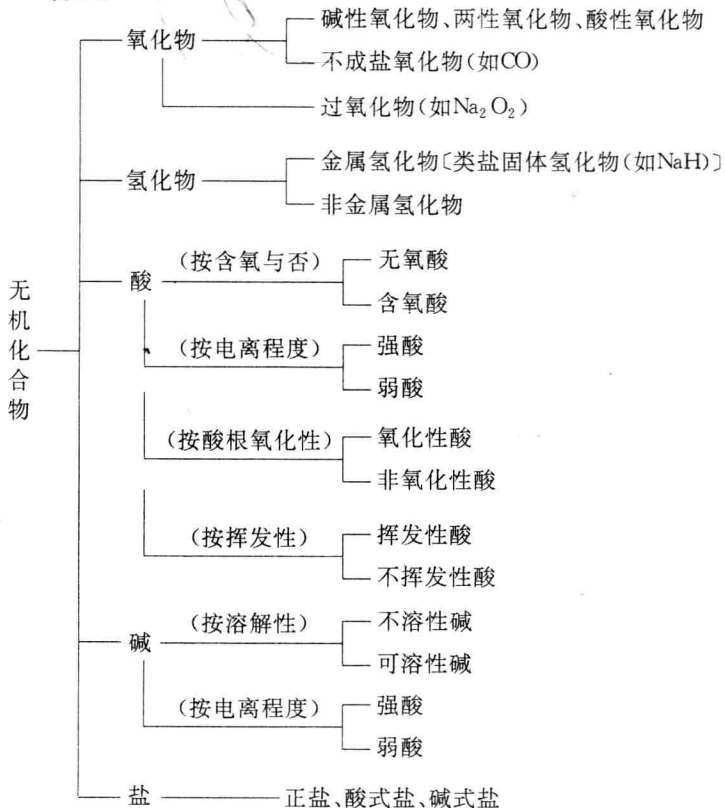 碱性氧化物、两性氧化物、酸性氧化物
氧化物
不成盐氧化物(如CO)
过氧化物(如Na₂O₂)
金属氢化物〔类盐固体氢化物(如NaH)〕
氢化物
非金属氢化物
(按含氧与否)
无氧酸
酸
含氧酸
无机化合物
(按电离程度)
强酸
弱酸
(按酸根氧化性)
氧化性酸
非氧化性酸
(按挥发性)
挥发性酸
不挥发性酸
(按溶解性)
不溶性碱
碱
可溶性碱
(按电离程度)
强酸
弱酸
盐
正盐、酸式盐、碱式盐